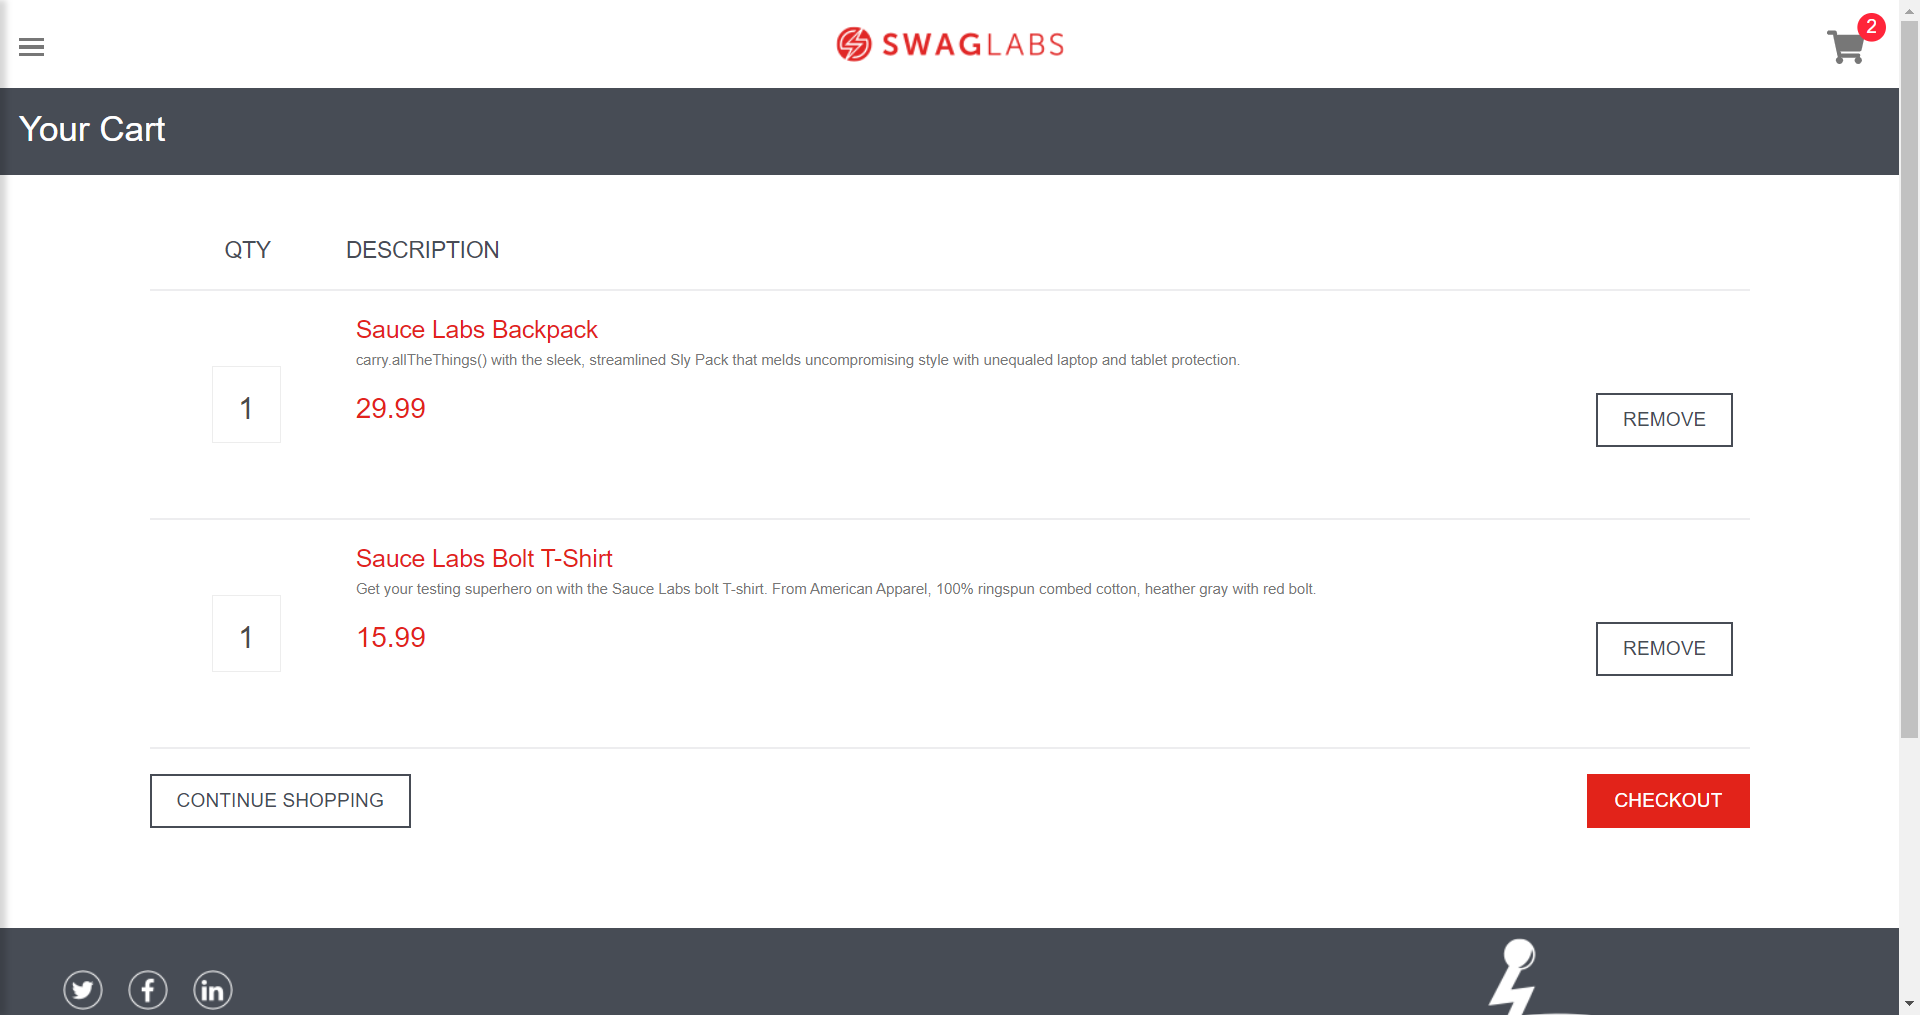 SWAGLABS
2
Your Cart
QTY DESCRIPTION
Sauce Labs Backpack
carry.allTheThings() with the sleek, streamlined Sly Pack that melds uncompromising style with unequaled laptop and tablet protection.
1
29.99
REMOVE
Sauce Labs Bolt T-Shirt
Get your testing superhero on with the Sauce Labs bolt T-shirt. From American Apparel, 100% ringspun combed cotton, heather gray with red bolt.
1
15.99
REMOVE
CONTINUE SHOPPING
CHECKOUT